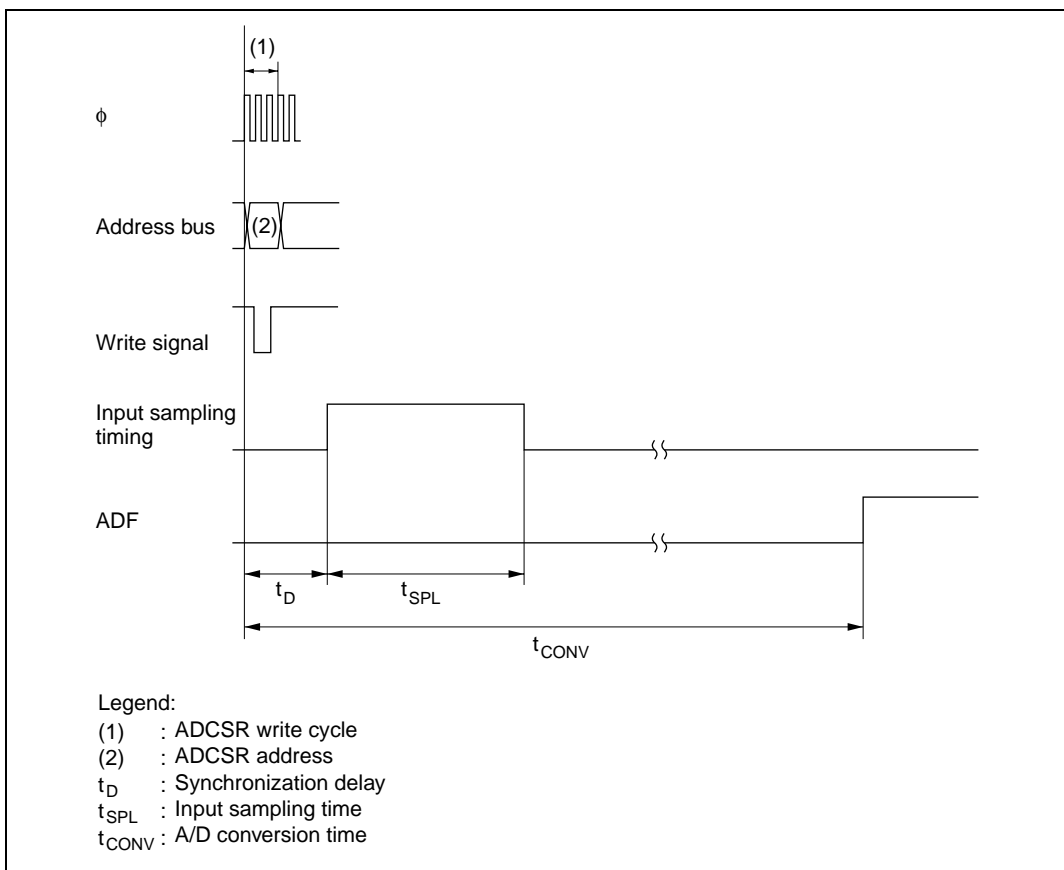 (1)
ϕ
Address bus
(2)
Write signal
Input sampling
timing
ADF
tD
tSPL
tCONV
Legend:
(1) : ADCSR write cycle
(2) : ADCSR address
tD : Synchronization delay
tSPL : Input sampling time
tCONV : A/D conversion time